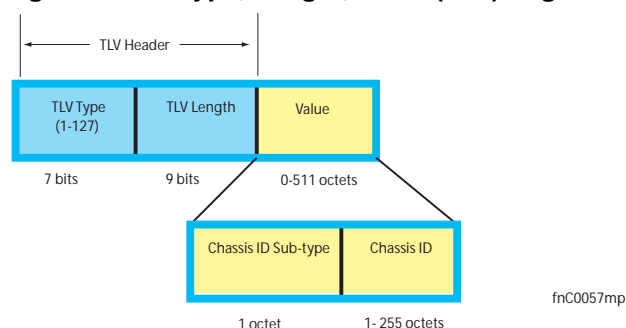 TLV Header
TLV Type
(1-127)
TLV Length
Value
7 bits
9 bits
0-511 octets
Chassis ID Sub-type
Chassis ID
fnC0057mp
1 octet
1- 255 octets